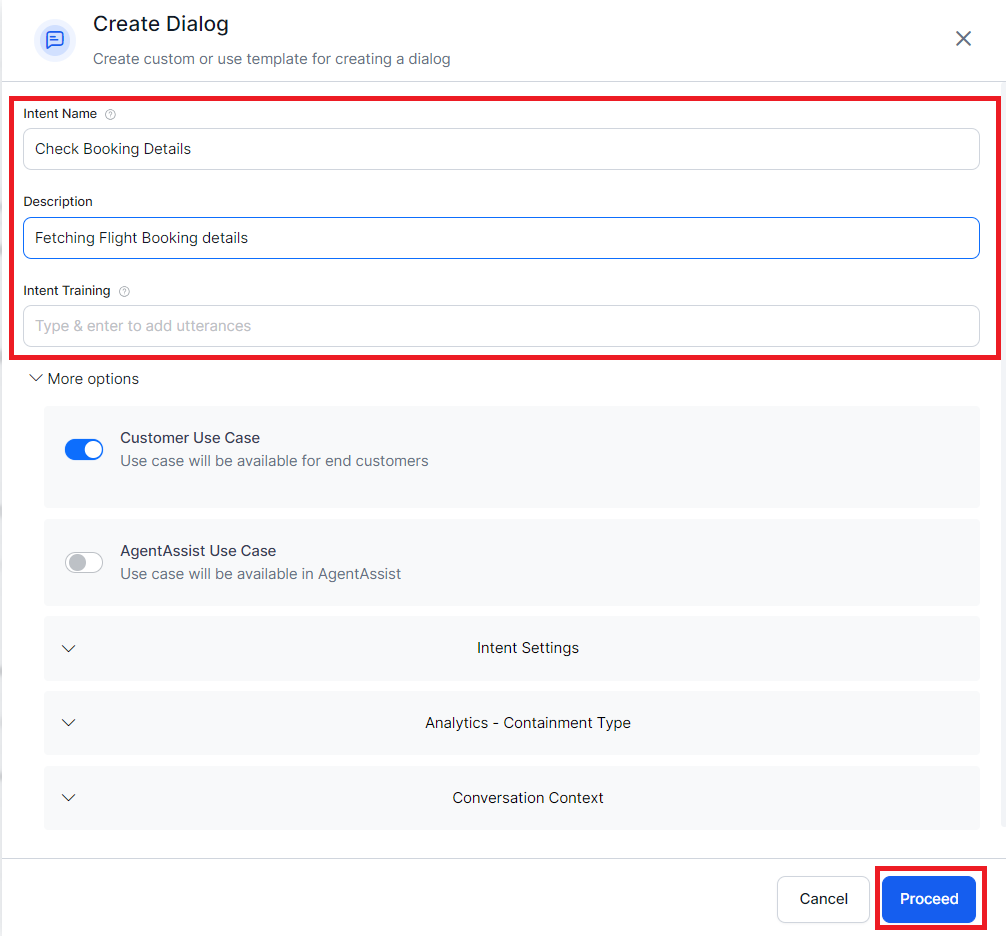 Create Dialog
Create custom or use template for creating a dialog
Intent Name
Check Booking Details
Description
Fetching Flight Booking details
Intent Training
Type & enter to add utterances
More options
Customer Use Case
Use case will be available for end customers
AgentAssist Use Case
Use case will be available in AgentAssist
Intent Settings
Analytics - Containment Type
Conversation Context
Cancel
Proceed